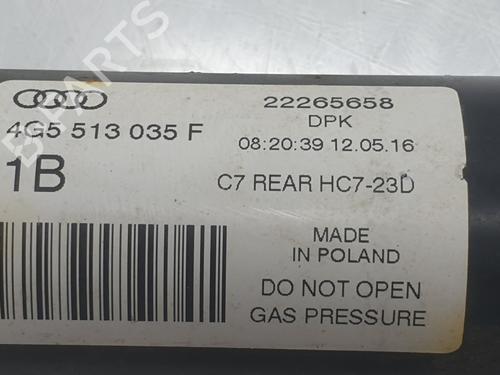 22265658
4G5 513 035 F
DPK
08:20:39 12.05.16
1B
C7 REAR HC7-23D
MADE
IN POLAND
DO NOT OPEN
GAS PRESSURE
B-PARTS